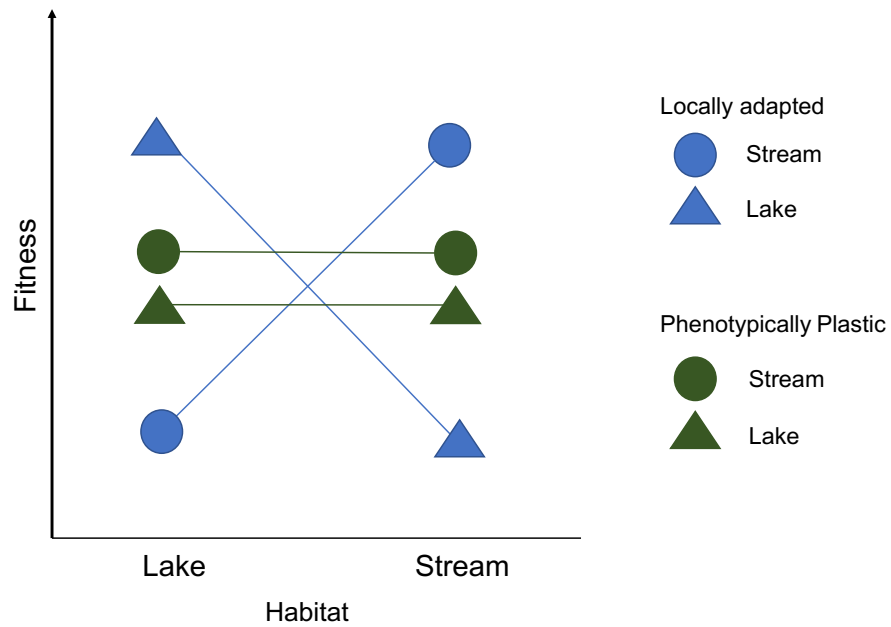 Fitness
Lake
Stream
Habitat
Locally adapted
Stream
Lake
Phenotypically Plastic
Stream
Lake